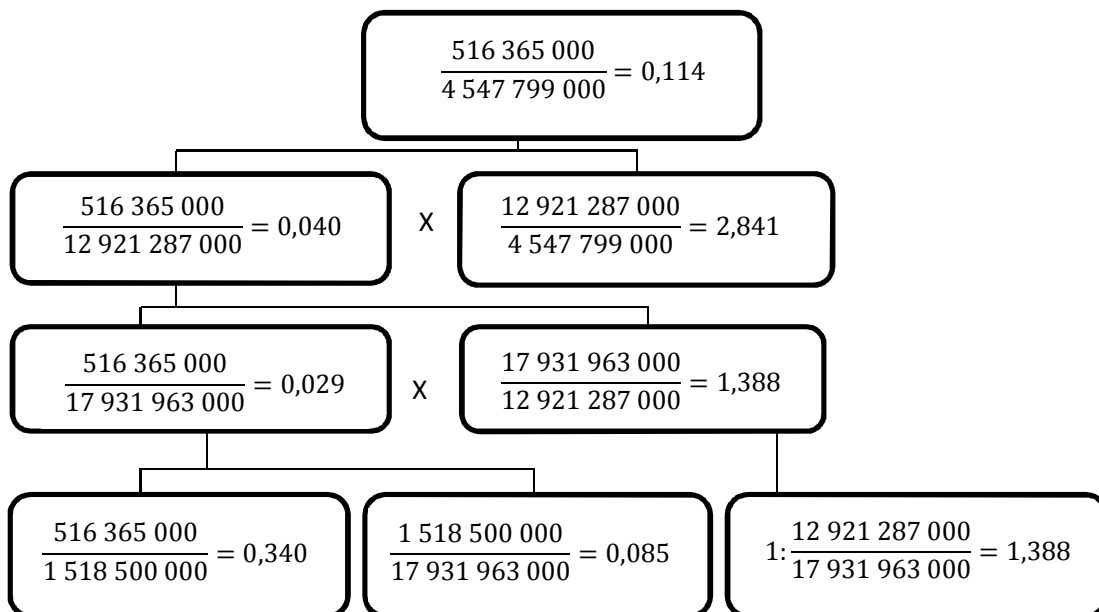 516 365 000
4 547 799 000
= 0,114
516 365 000
12 921 287 000
= 0,040
X
12 921 287 000
4 547 799 000
= 2,841
516 365 000
17 931 963 000
= 0,029
X
17 931 963 000
12 921 287 000
= 1,388
516 365 000
1 518 500 000
= 0,340
1 518 500 000
17 931 963 000
= 0,085
1:
12 921 287 000
17 931 963 000
= 1,388